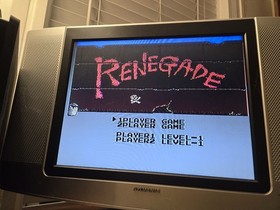 RENEGADE
1PLAYER GAME
2PLAYER GAME
PLAYER1 LEVEL-1
PLAYER2 LEVEL-1